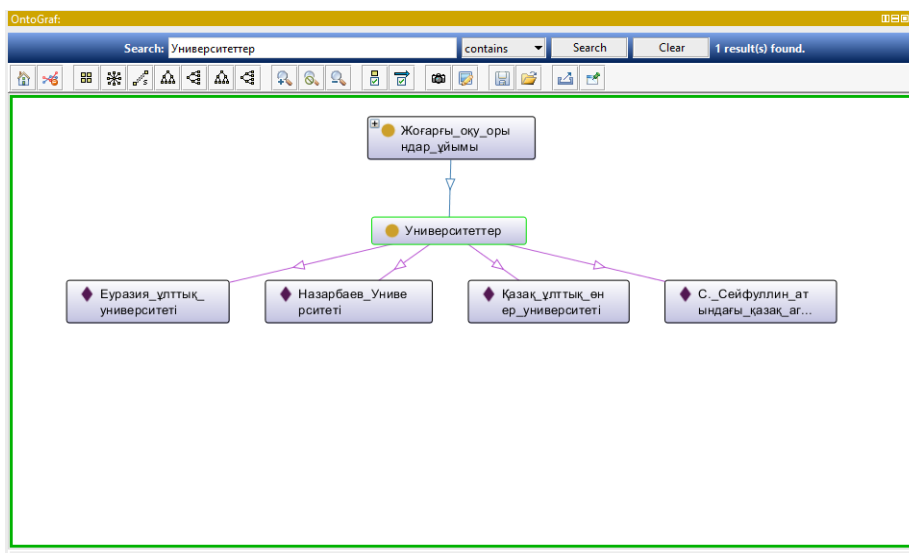 OntoGraf:
Search: Университеттер contains Search Clear 1 result(s) found.
Жоғарғы_оқу_оры
ндар_ұйымы
Университеттер
Еуразия_ұлттық_
университеті
Назарбаев_Униве
рситеті
Қазақ_ұлттық_өн
ер_университеті
С._Сейфуллин_ат
ындағы_қазақ_аг...